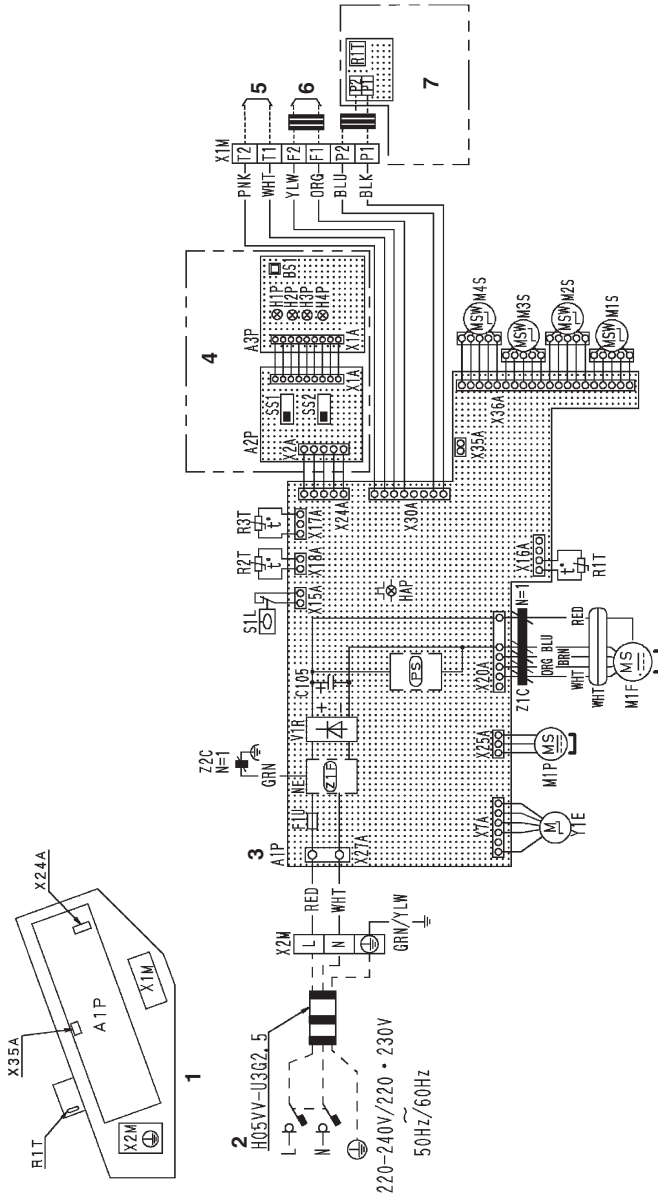 X35A
X24A
R1T
A1P
X1M
X2M
1
2
H05VV-U3G2,5
L
N
220-240V/220・230V
~
50Hz/60Hz
X2M
L
N
GRN/YLW
RED
WHT
3
A1P
X27A
F1U
NE
Z1F
GRN
Z2C
N=1
V1R
+
-
C105
+
PS
HAP
S1L
X15A
R2T
t°
X18A
R3T
t°
X17A
X24A
X30A
X35A
X36A
X16A
t°
R1T
X7A
M
Y1E
X25A
MS
M1P
X20A
Z1C
N=1
RED
BLU
ORG
BRN
WHT
WHT
MS
M1F
4
A2P
X2A
SS1
SS2
X1A
A3P
X1A
BS1
H1P
H2P
H3P
H4P
MSW
M4S
MSW
M3S
MSW
M2S
MSW
M1S
X1M
PNK
T2
WHT
T1
YLW
F2
ORG
F1
BLU
P2
BLK
P1
5
6
7
P2
P1
R1T